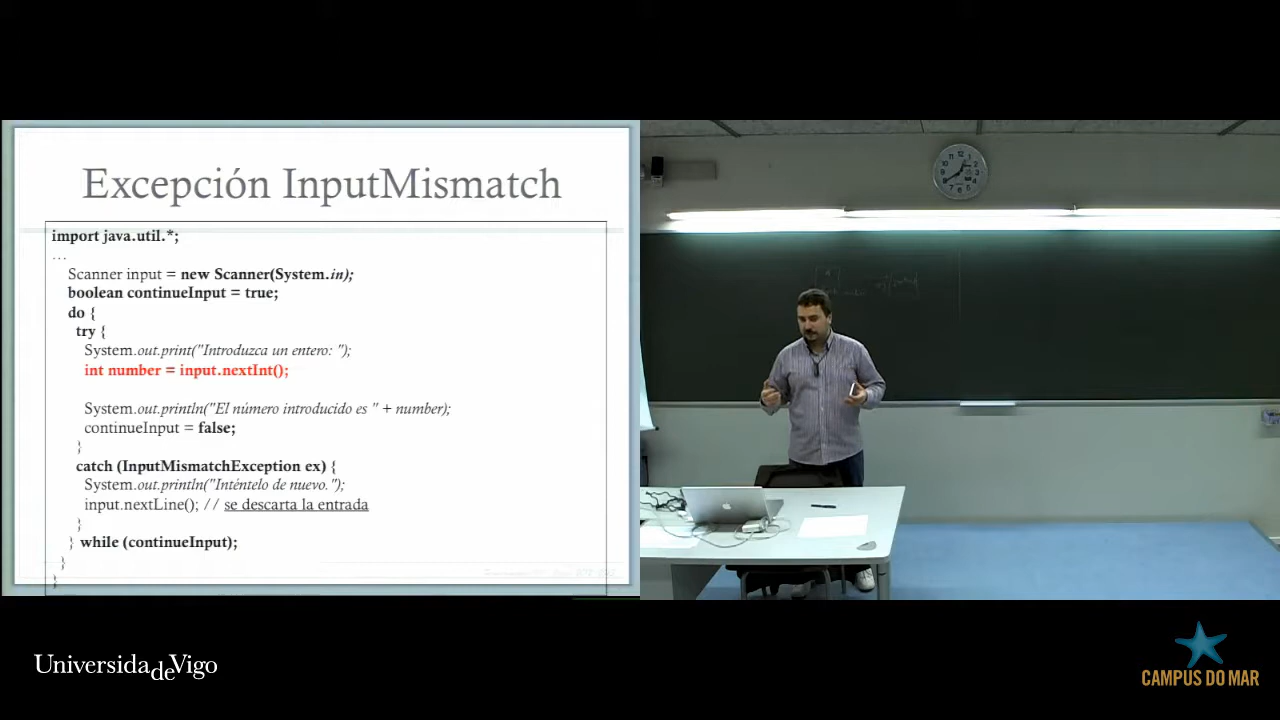 Excepción InputMismatch
import java.util.*;
…
Scanner input = new Scanner(System.in);
boolean continueInput = true;
do {
try {
System.out.print("Introduzca un entero: ");
int number = input.nextInt();
System.out.println("El número introducido es " + number);
continueInput = false;
}
catch (InputMismatchException ex) {
System.out.println("Inténtelo de nuevo.");
input.nextLine(); // se descarta la entrada
}
} while (continueInput);
}
}
UniversidadeVigo
CAMPUS DO MAR